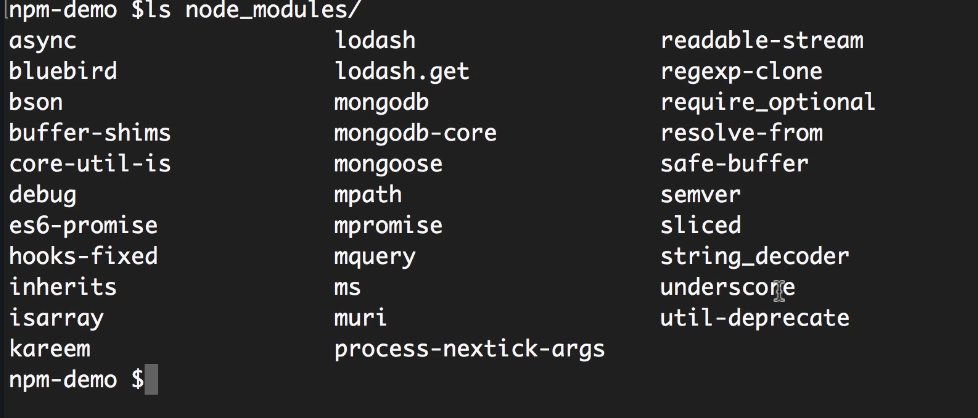 npm-demo $ls node_modules/
async lodash readable-stream
bluebird lodash.get regexp-clone
bson mongodb require_optional
buffer-shims mongodb-core resolve-from
core-util-is mongoose safe-buffer
debug mpath semver
es6-promise mpromise sliced
hooks-fixed mquery string_decoder
inherits ms underscore
isarray muri util-deprecate
kareem process-nextick-args
npm-demo $